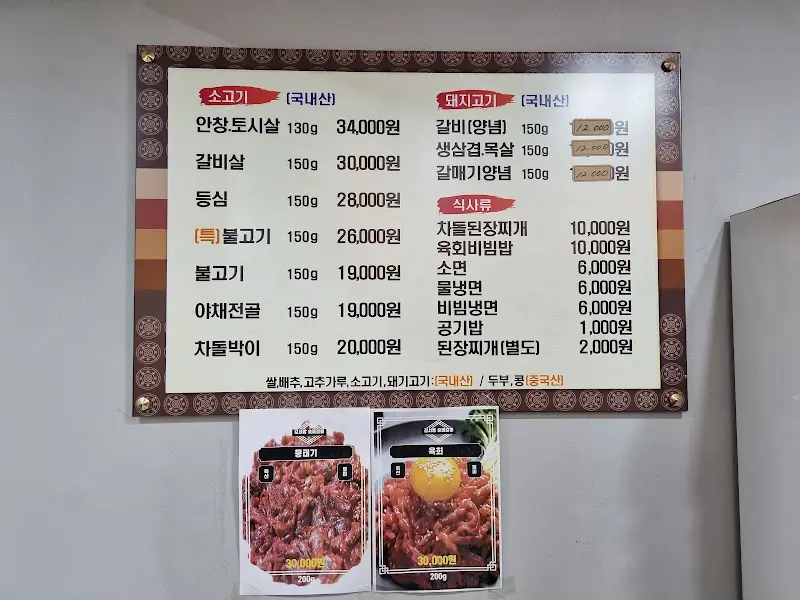 소고기 (국내산)
안창.토시살 130g 34,000원
갈비살 150g 30,000원
등심 150g 28,000원
(특)불고기 150g 26,000원
불고기 150g 19,000원
야채전골 150g 19,000원
차돌박이 150g 20,000원
돼지고기 (국내산)
갈비(양념) 150g 12,000원
생삼겹.목살 150g 12,000원
갈매기양념 150g 12,000원
식사류
차돌된장찌개 10,000원
육회비빔밥 10,000원
소면 6,000원
물냉면 6,000원
비빔냉면 6,000원
공기밥 1,000원
된장찌개(별도) 2,000원
쌀,배추,고추가루,소고기,돼기고기:(국내산) / 두부,콩(중국산)
뭉태기
30,000원
200g
육회
30,000원
200g